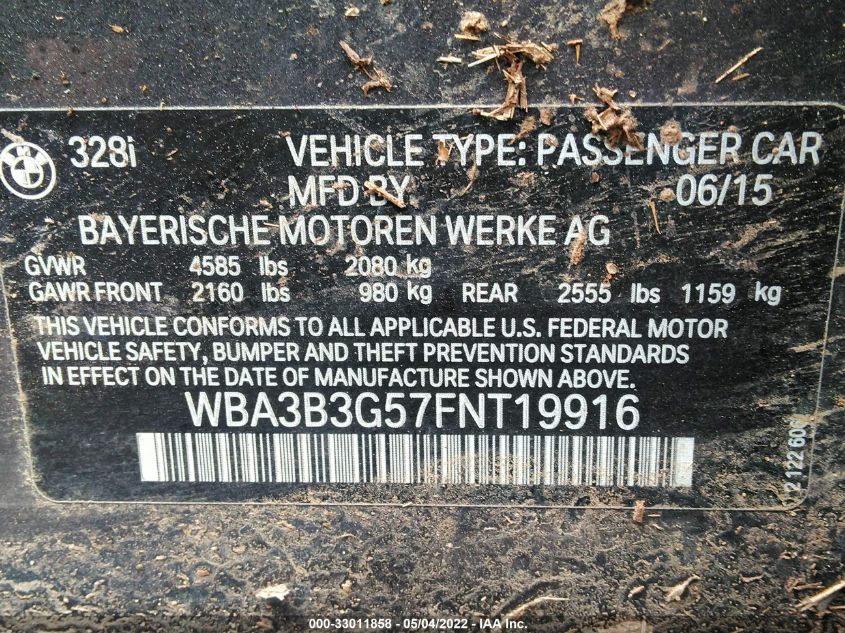 BMW
328i VEHICLE TYPE: PASSENGER CAR
MFD BY 06/15
BAYERISCHE MOTOREN WERKE AG
GVWR 4585 lbs 2080 kg
GAWR FRONT 2160 lbs 980 kg REAR 2555 lbs 1159 kg
THIS VEHICLE CONFORMS TO ALL APPLICABLE U.S. FEDERAL MOTOR
VEHICLE SAFETY, BUMPER AND THEFT PREVENTION STANDARDS
IN EFFECT ON THE DATE OF MANUFACTURE SHOWN ABOVE.
WBA3B3G57FNT19916
000-33011858 - 05/04/2022 - IAA, Inc.